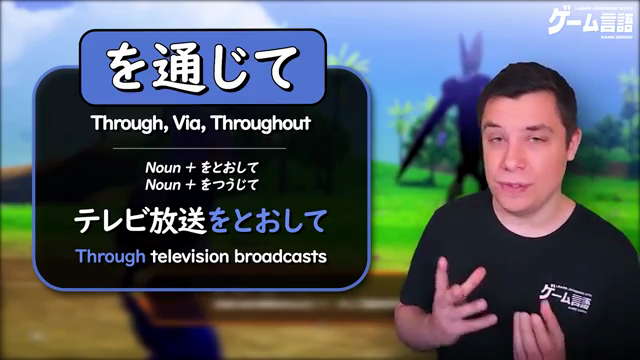 ゲーム言語
を通じて
Through, Via, Throughout
Noun + をとおして
Noun + をつうじて
テレビ放送をとおして
Through television broadcasts
ゲーム言語